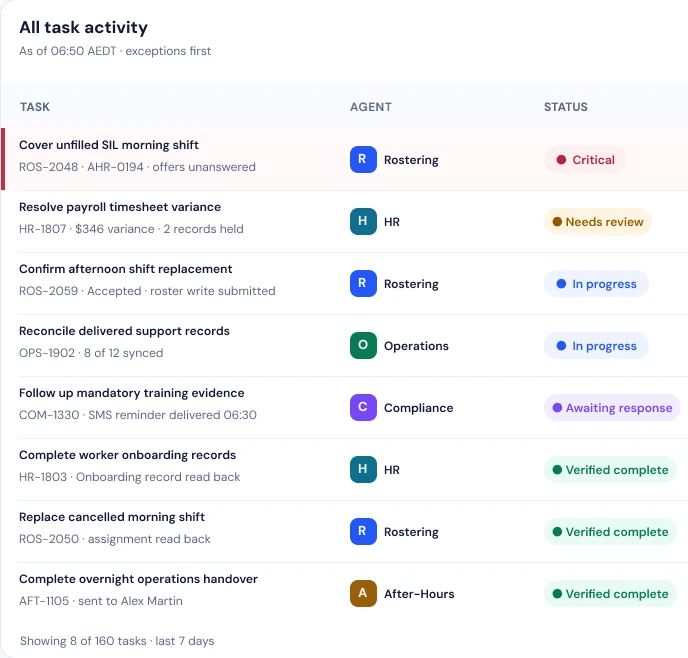 All task activity
As of 06:50 AEDT · exceptions first
TASK AGENT STATUS
Cover unfilled SIL morning shift
ROS-2048 · AHR-0194 · offers unanswered
R Rostering
Critical
Resolve payroll timesheet variance
HR-1807 · $346 variance · 2 records held
H HR
Needs review
Confirm afternoon shift replacement
ROS-2059 · Accepted · roster write submitted
R Rostering
In progress
Reconcile delivered support records
OPS-1902 · 8 of 12 synced
O Operations
In progress
Follow up mandatory training evidence
COM-1330 · SMS reminder delivered 06:30
C Compliance
Awaiting response
Complete worker onboarding records
HR-1803 · Onboarding record read back
H HR
Verified complete
Replace cancelled morning shift
ROS-2050 · assignment read back
R Rostering
Verified complete
Complete overnight operations handover
AFT-1105 · sent to Alex Martin
A After-Hours
Verified complete
Showing 8 of 160 tasks · last 7 days